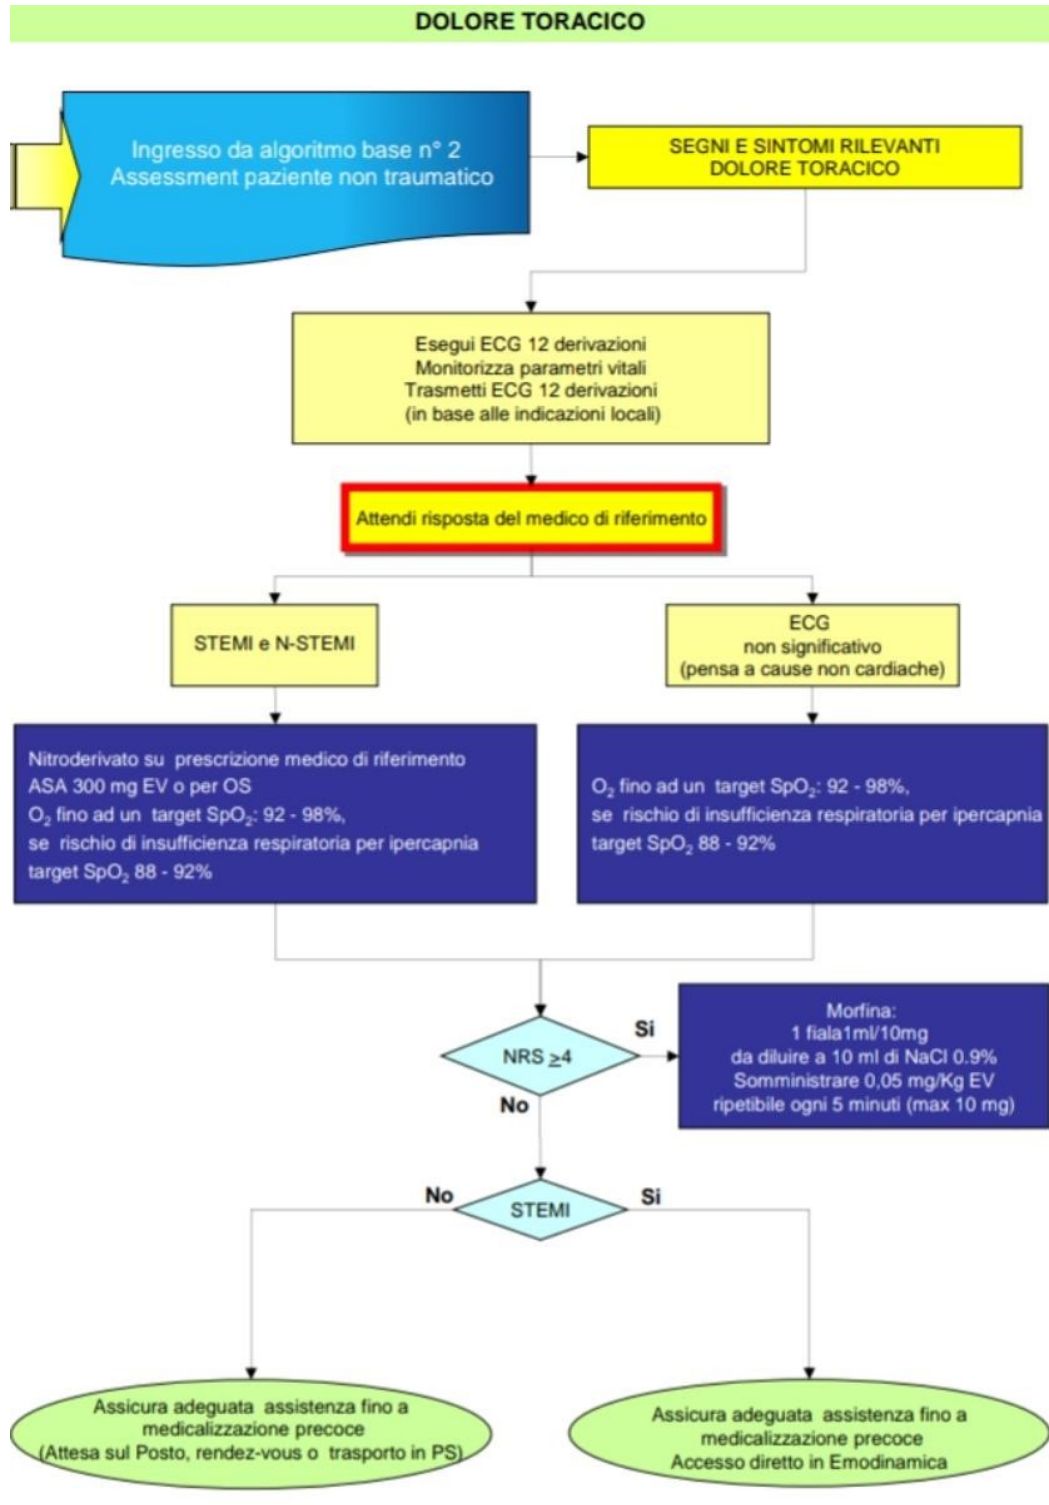 DOLORE TORACICO
Ingresso da algoritmo base n° 2
Assessment paziente non traumatico
SEGNI E SINTOMI RILEVANTI
DOLORE TORACICO
Esegui ECG 12 derivazioni
Monitorizza parametri vitali
Trasmetti ECG 12 derivazioni
(in base alle indicazioni locali)
Attendi risposta del medico di riferimento
STEMI e N-STEMI
ECG
non significativo
(pensa a cause non cardiache)
Nitroderivato su prescrizione medico di riferimento
ASA 300 mg EV o per OS
O₂ fino ad un target SpO₂: 92 - 98%,
se rischio di insufficienza respiratoria per ipercapnia
target SpO₂ 88 - 92%
O₂ fino ad un target SpO₂: 92 - 98%,
se rischio di insufficienza respiratoria per ipercapnia
target SpO₂ 88 - 92%
NRS ≥4
Si
No
Morfina:
1 fiala1ml/10mg
da diluire a 10 ml di NaCl 0.9%
Somministrare 0,05 mg/Kg EV
ripetibile ogni 5 minuti (max 10 mg)
No
STEMI
Si
Assicura adeguata assistenza fino a
medicalizzazione precoce
(Attesa sul Posto, rendez-vous o trasporto in PS)
Assicura adeguata assistenza fino a
medicalizzazione precoce
Accesso diretto in Emodinamica